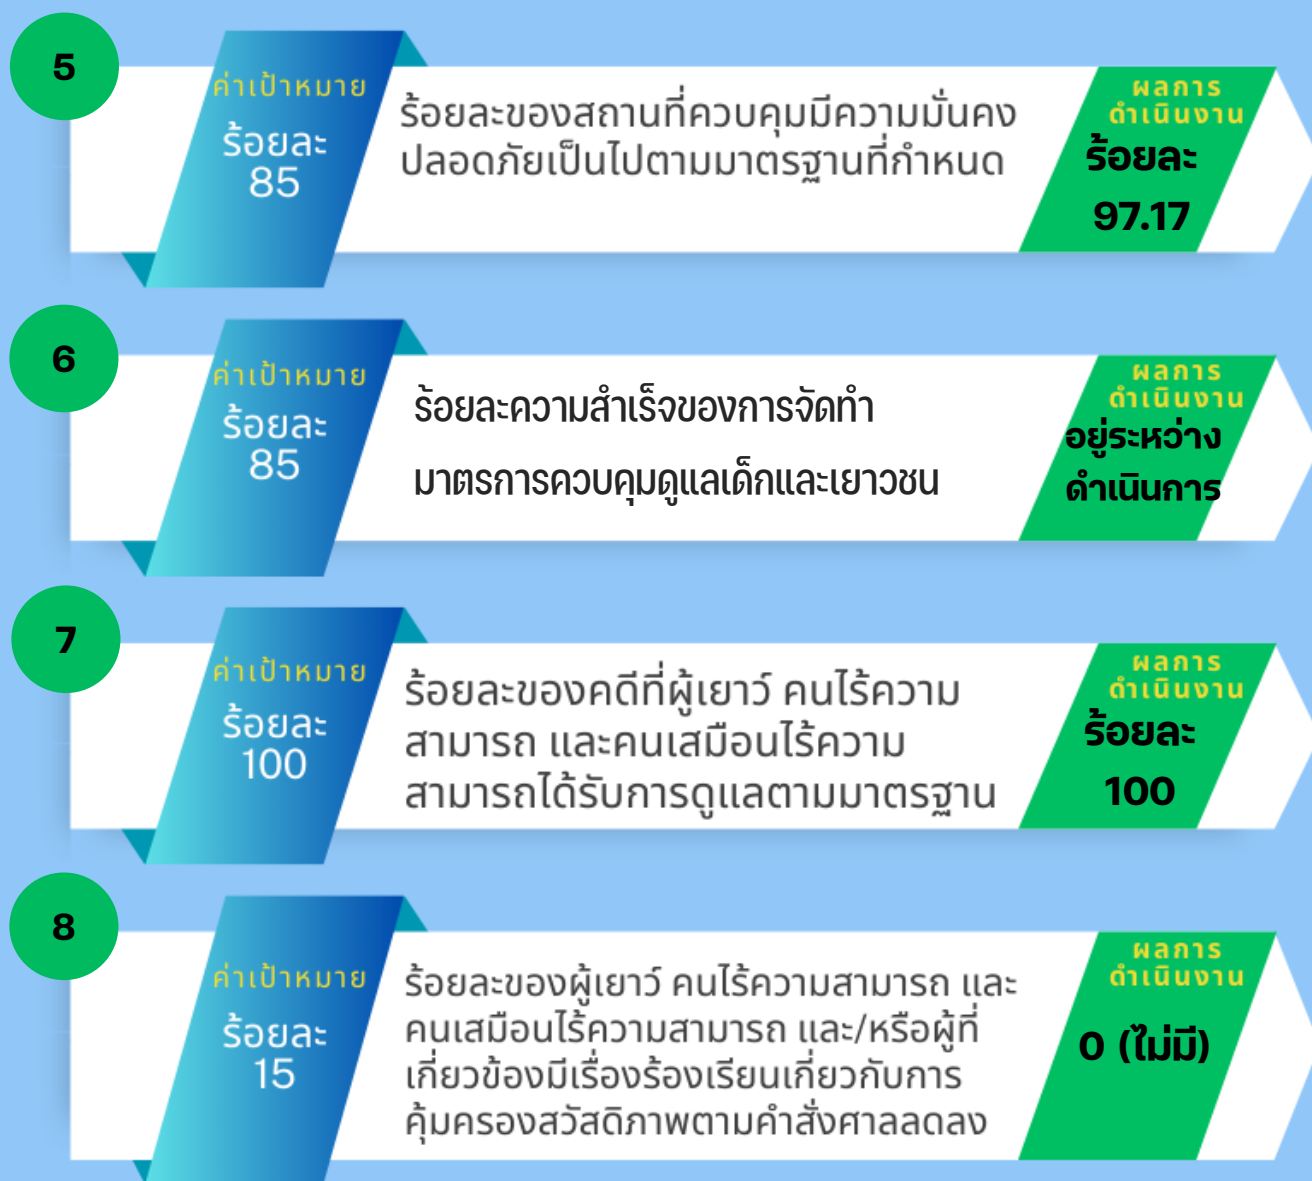 5
ค่าเป้าหมาย
ร้อยละ
85
ร้อยละของสถานที่ควบคุมมีความมั่นคง
ปลอดภัยเป็นไปตามมาตรฐานที่กำหนด
ผลการ
ดำเนินงาน
ร้อยละ
97.17
6
ค่าเป้าหมาย
ร้อยละ
85
ร้อยละความสำเร็จของการจัดทำ
มาตรการควบคุมดูแลเด็กและเยาวชน
ผลการ
ดำเนินงาน
อยู่ระหว่าง
ดำเนินการ
7
ค่าเป้าหมาย
ร้อยละ
100
ร้อยละของคดีที่ผู้เยาว์ คนไร้ความ
สามารถ และคนเสมือนไร้ความ
สามารถได้รับการดูแลตามมาตรฐาน
ผลการ
ดำเนินงาน
ร้อยละ
100
8
ค่าเป้าหมาย
ร้อยละ
15
ร้อยละของผู้เยาว์ คนไร้ความสามารถ และ
คนเสมือนไร้ความสามารถ และ/หรือผู้ที่
เกี่ยวข้องมีเรื่องร้องเรียนเกี่ยวกับการ
คุ้มครองสวัสดิภาพตามคำสั่งศาลลดลง
ผลการ
ดำเนินงาน
0 (ไม่มี)